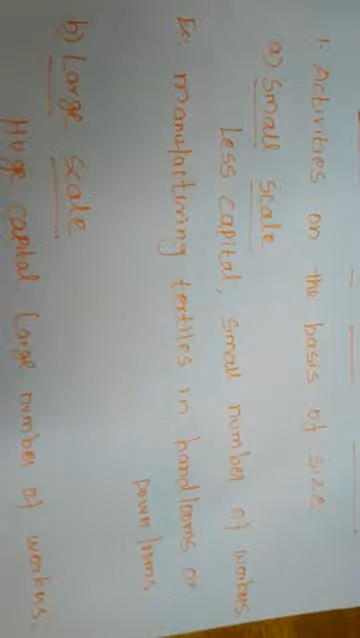 1. Activities on the basis of size
a) Small scale
Less capital, small number of workers
Ex: manufacturing textiles in handlooms or
power looms
b) Large scale
Huge capital large number of workers.